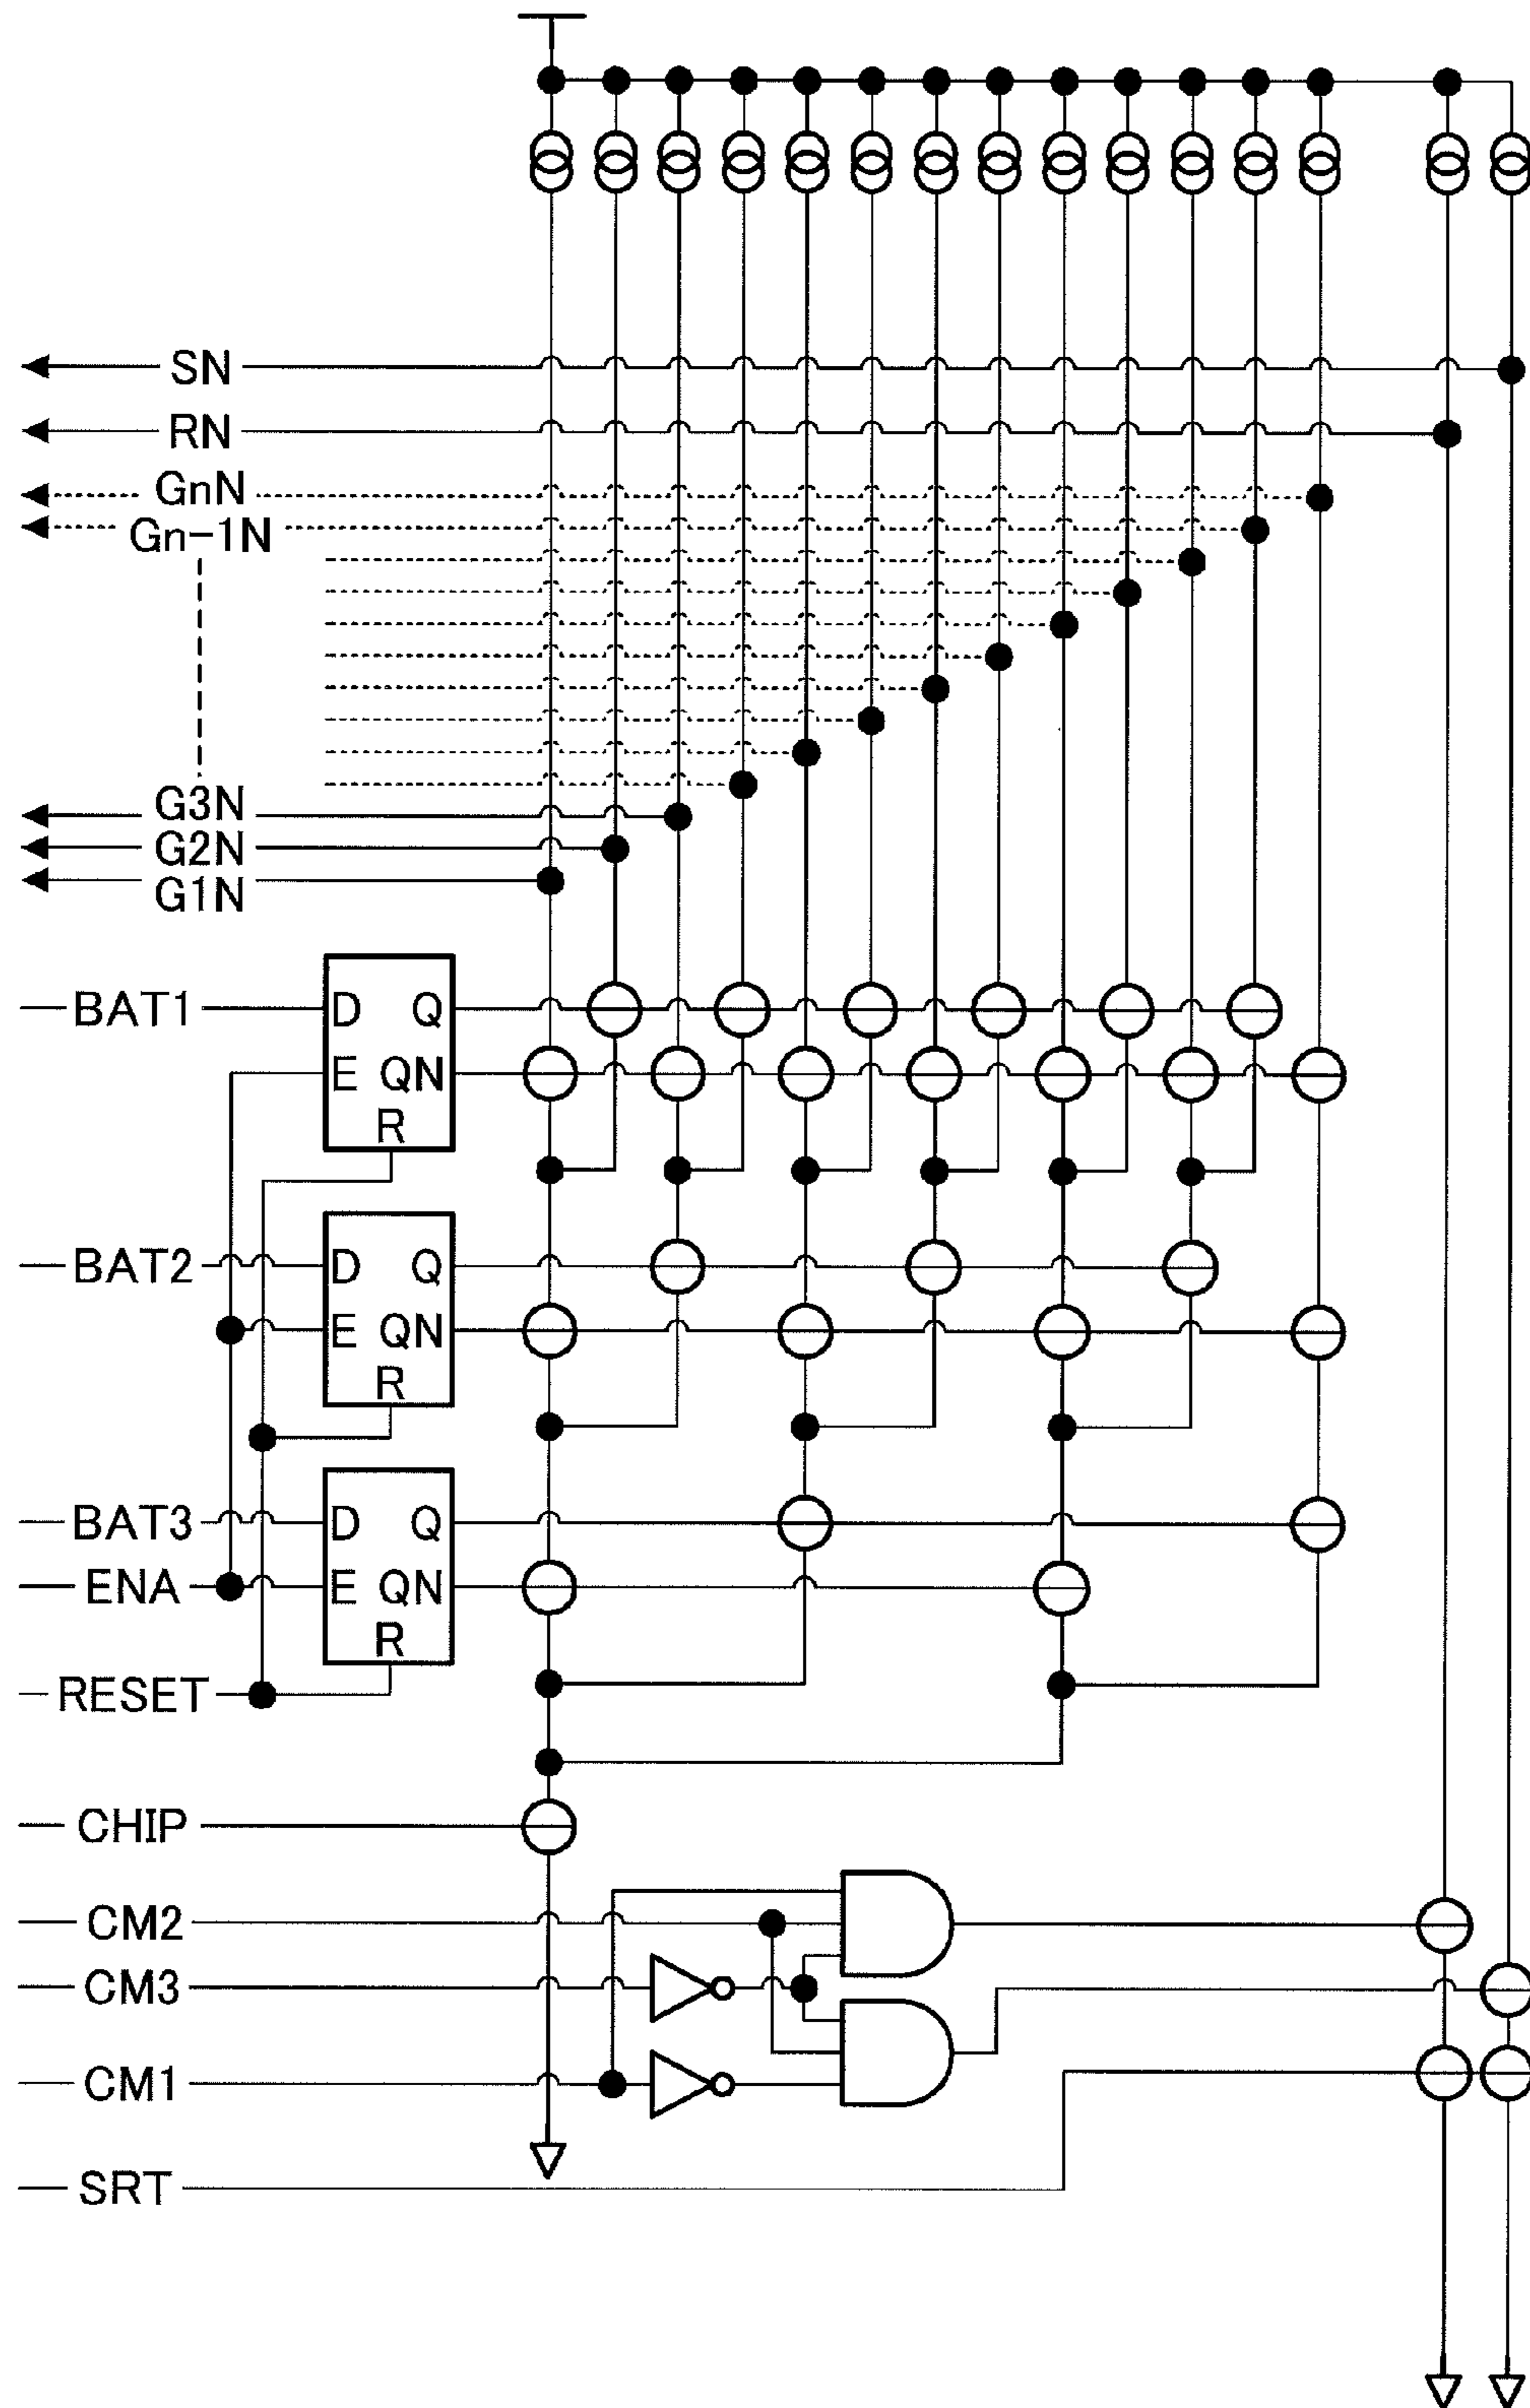 SN
RN
GnN
Gn-1N
G3N
G2N
G1N
BAT1
D Q
E QN
R
BAT2
D Q
E QN
R
BAT3
D Q
ENA
E QN
R
RESET
CHIP
CM2
CM3
CM1
SRT